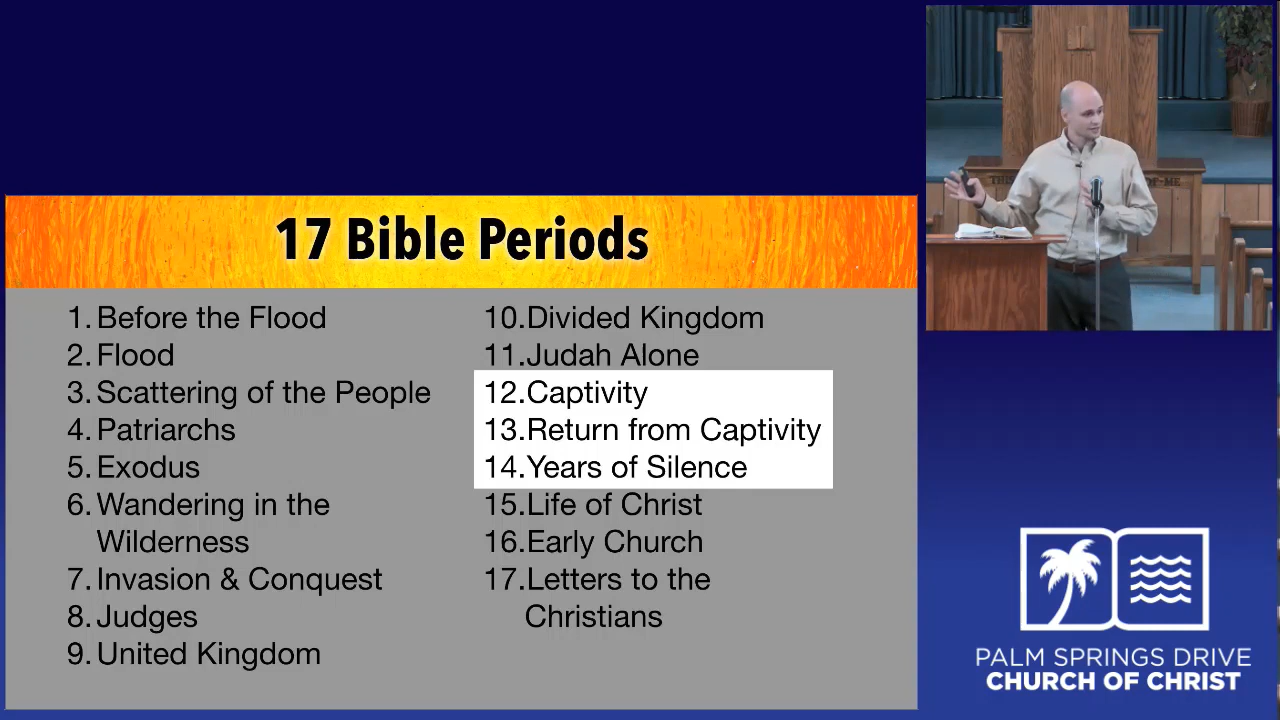 17 Bible Periods
1. Before the Flood
2. Flood
3. Scattering of the People
4. Patriarchs
5. Exodus
6. Wandering in the
Wilderness
7. Invasion & Conquest
8. Judges
9. United Kingdom
10.Divided Kingdom
11.Judah Alone
12.Captivity
13.Return from Captivity
14.Years of Silence
15.Life of Christ
16.Early Church
17.Letters to the
Christians
OF·ME
PALM SPRINGS DRIVE
CHURCH OF CHRIST